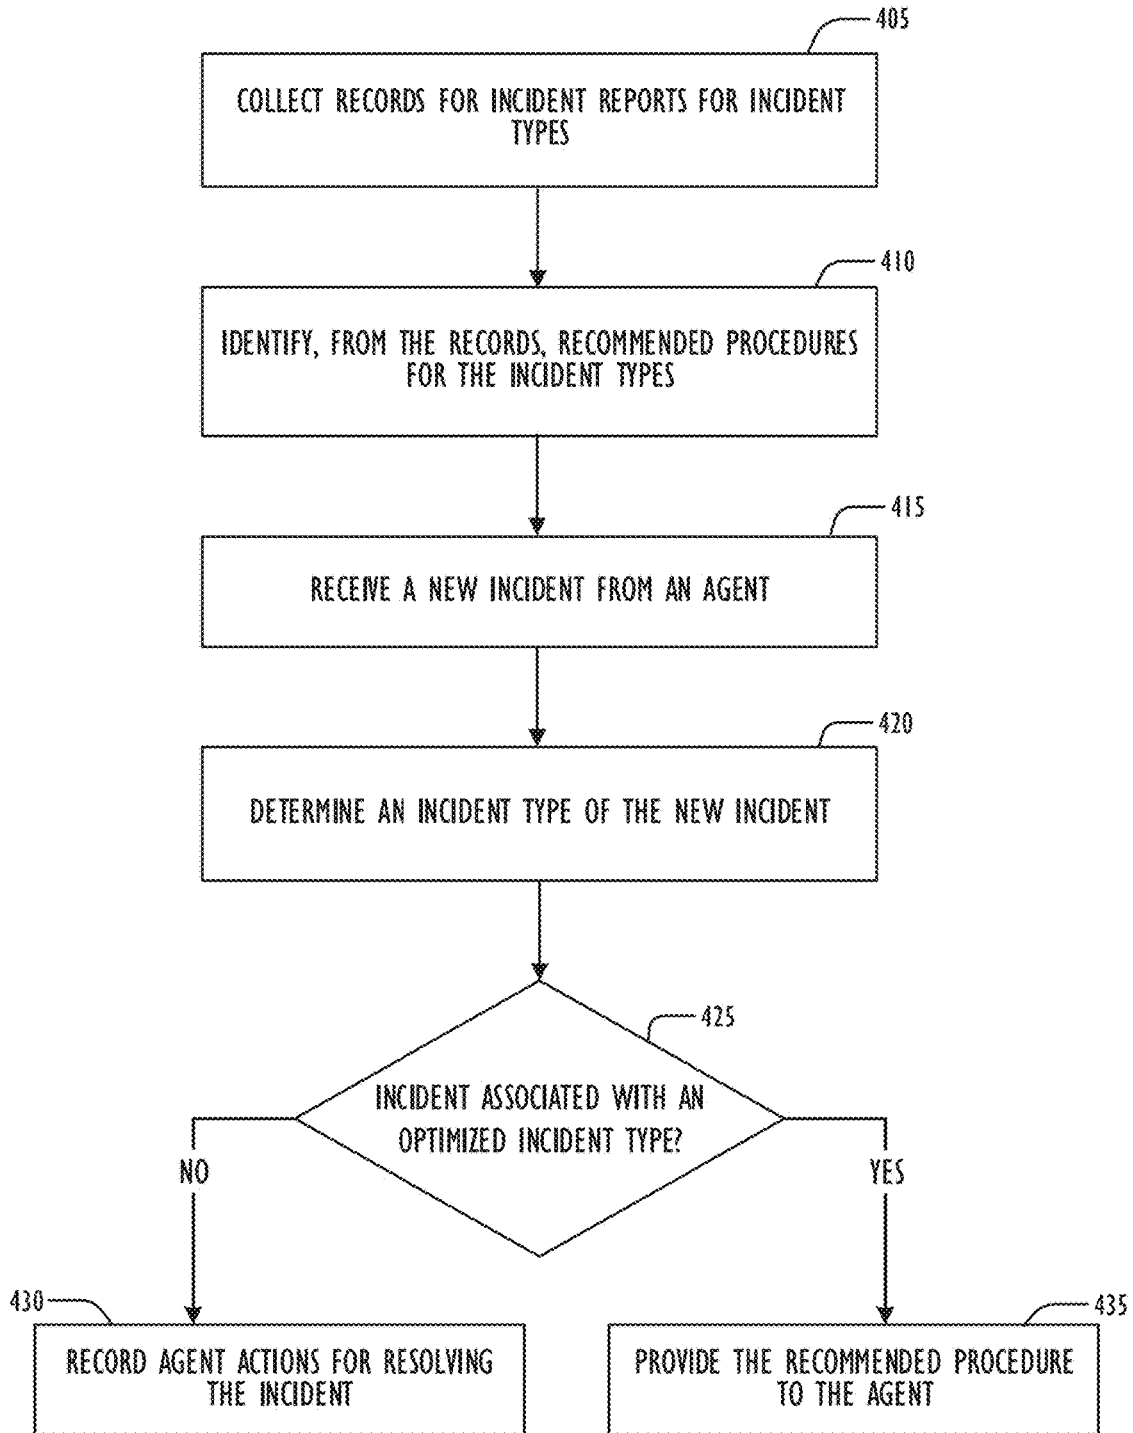 405
COLLECT RECORDS FOR INCIDENT REPORTS FOR INCIDENT
TYPES
410
IDENTIFY, FROM THE RECORDS, RECOMMENDED PROCEDURES
FOR THE INCIDENT TYPES
415
RECEIVE A NEW INCIDENT FROM AN AGENT
420
DETERMINE AN INCIDENT TYPE OF THE NEW INCIDENT
425
INCIDENT ASSOCIATED WITH AN
OPTIMIZED INCIDENT TYPE?
NO
YES
430
RECORD AGENT ACTIONS FOR RESOLVING
THE INCIDENT
435
PROVIDE THE RECOMMENDED PROCEDURE
TO THE AGENT